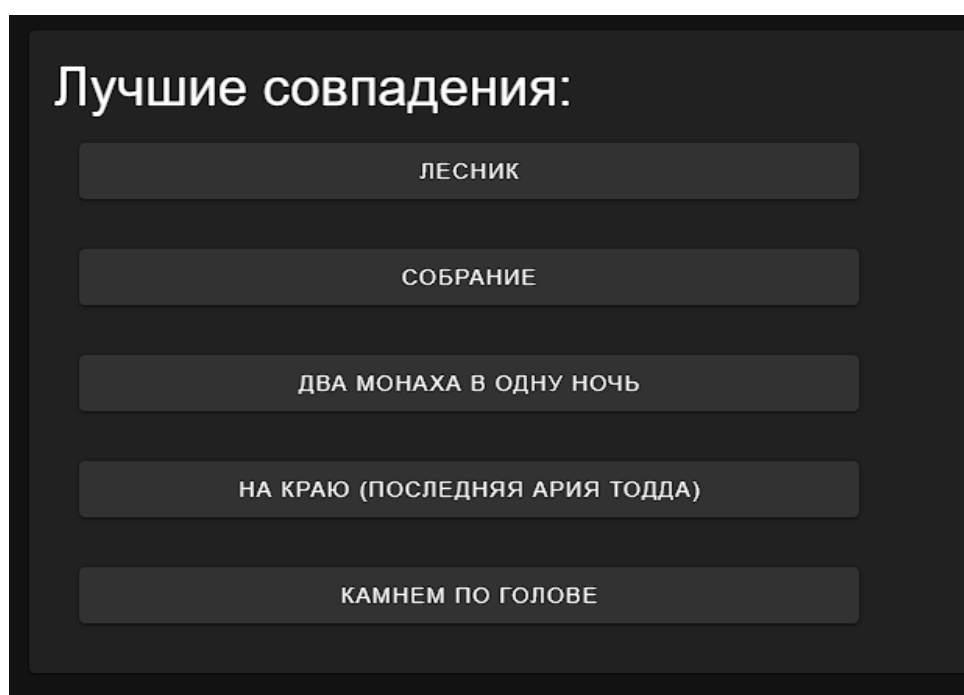 Лучшие совпадения:
ЛЕСНИК
СОБРАНИЕ
ДВА МОНАХА В ОДНУ НОЧЬ
НА КРАЮ (ПОСЛЕДНЯЯ АРИЯ ТОДДА)
КАМНЕМ ПО ГОЛОВЕ